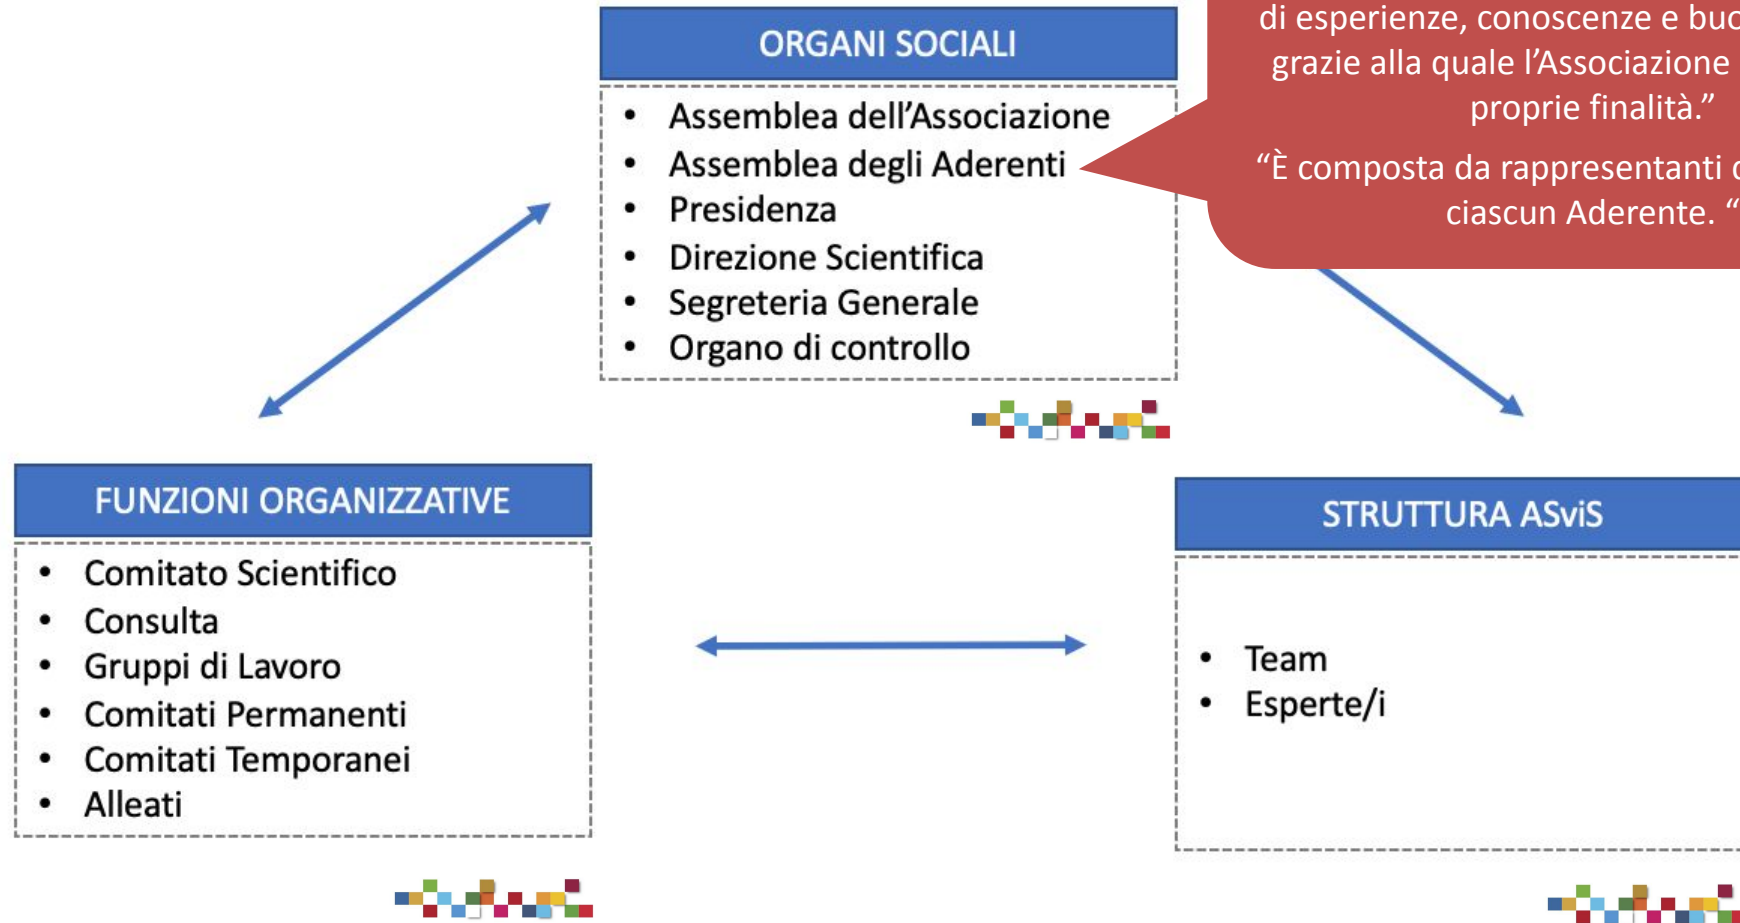 ORGANI SOCIALI
• Assemblea dell’Associazione
• Assemblea degli Aderenti
• Presidenza
• Direzione Scientifica
• Segreteria Generale
• Organo di controllo
di esperienze, conoscenze e
grazie alla quale l’Associazione
proprie finalità.”
“È composta da rappresentanti
ciascun Aderente. “
FUNZIONI ORGANIZZATIVE
• Comitato Scientifico
• Consulta
• Gruppi di Lavoro
• Comitati Permanenti
• Comitati Temporanei
• Alleati
STRUTTURA ASviS
• Team
• Esperte/i